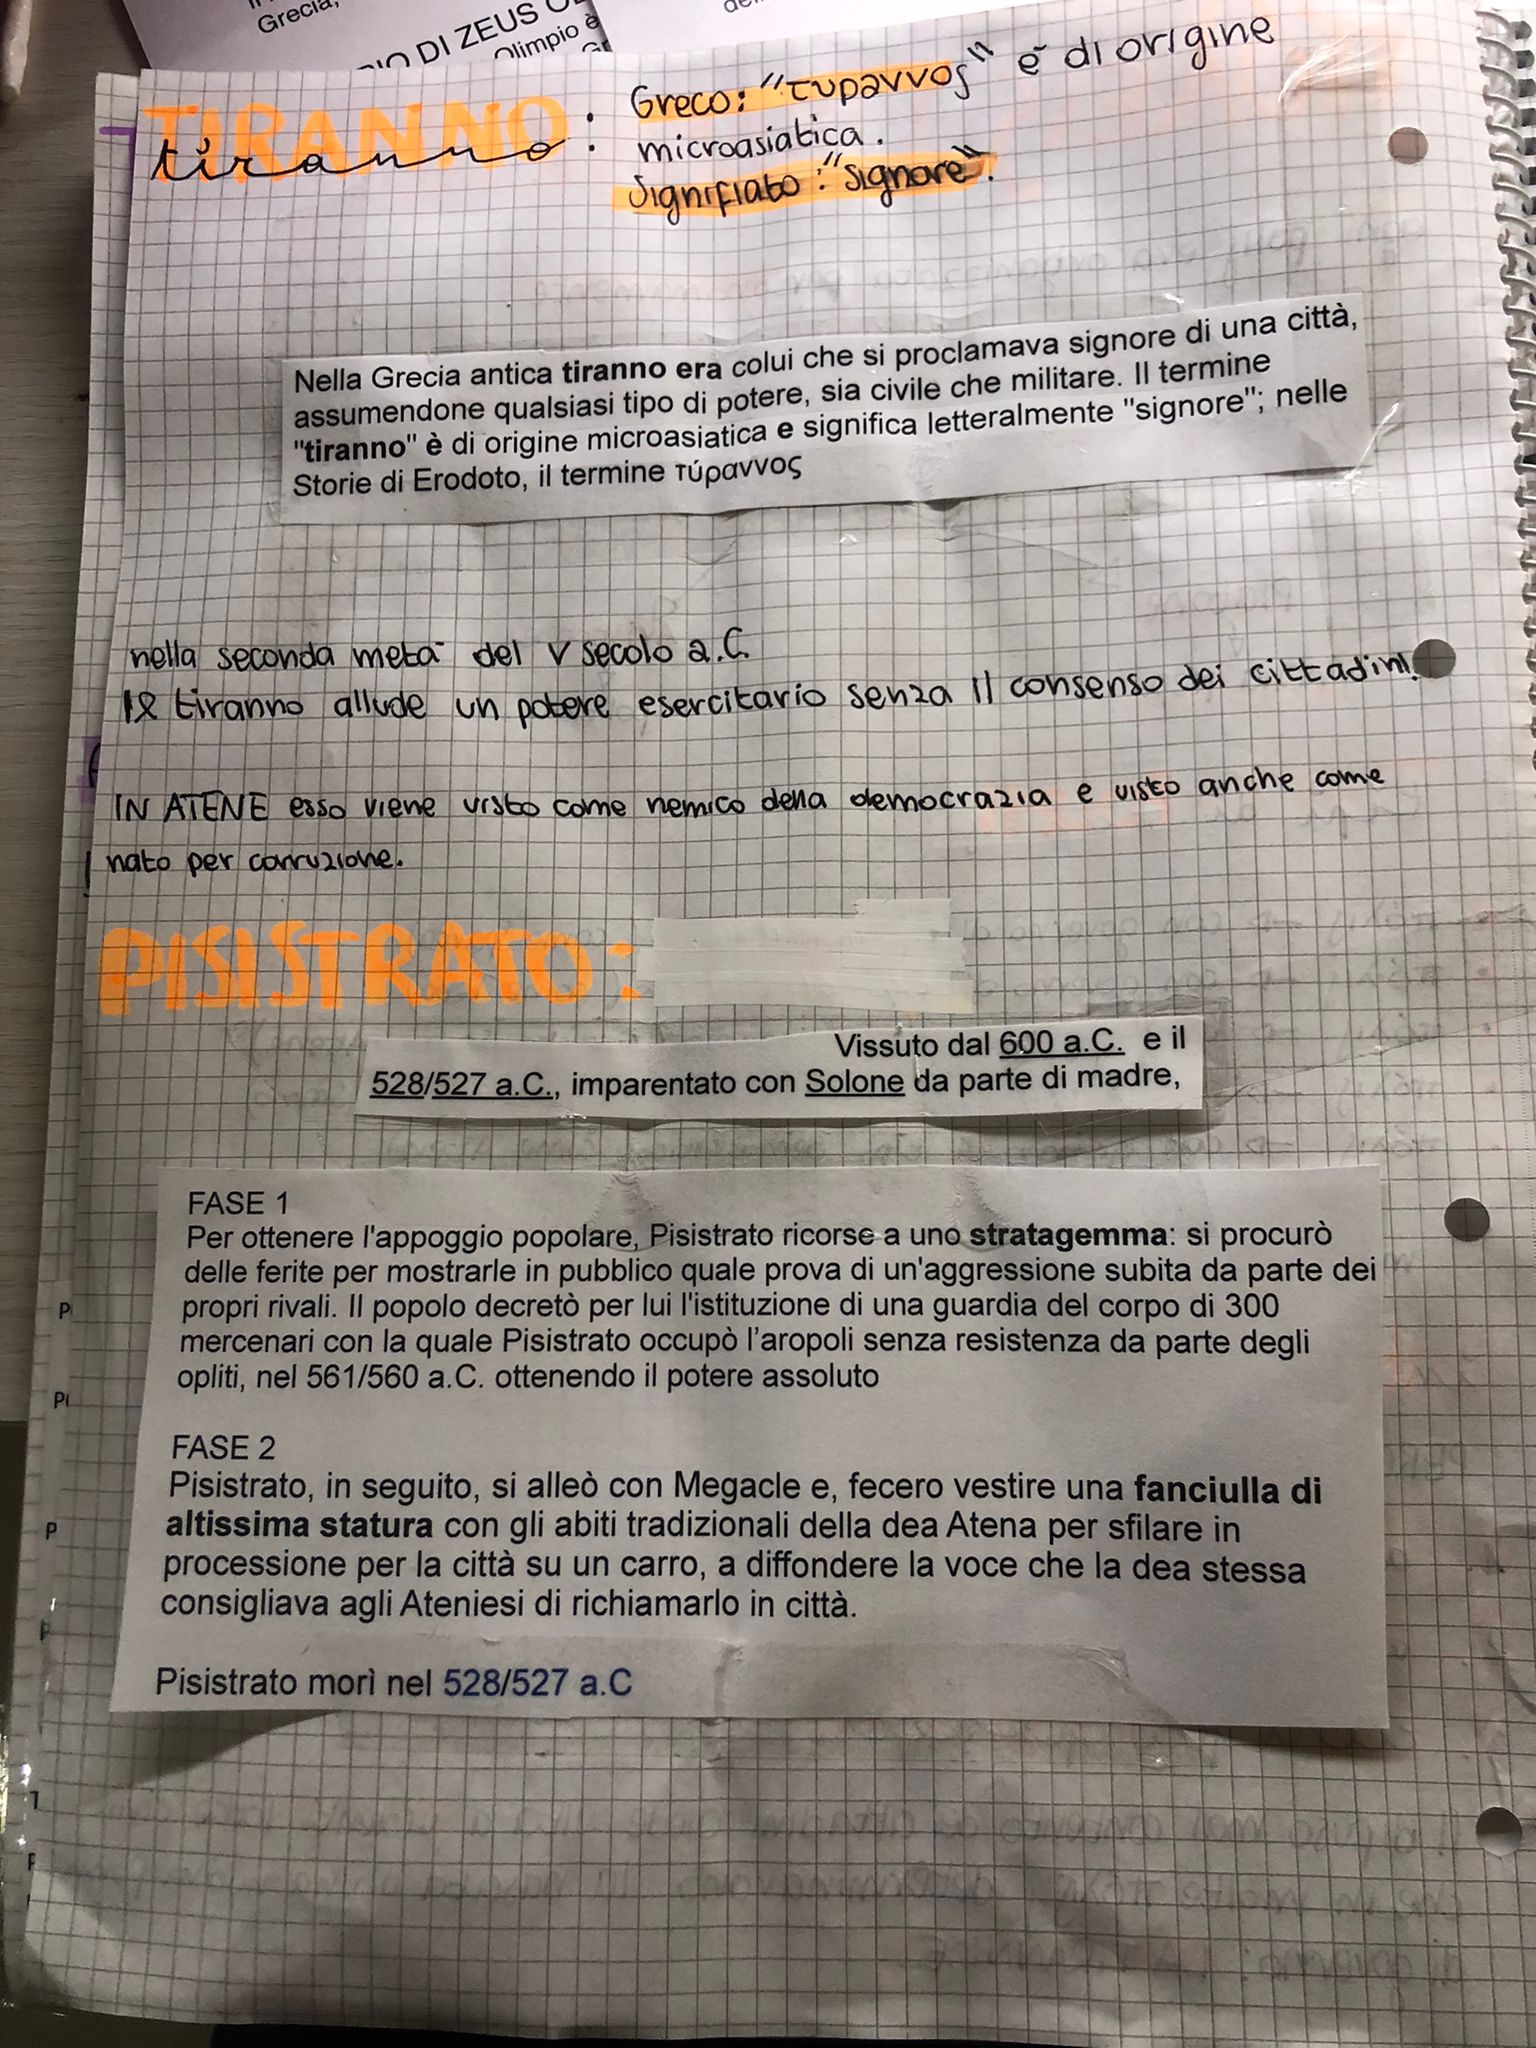 Grecia,
DI ZEUS
Olimpio è
TIRANNO
tiranno : Greco: "τυραννος" è di origine
microasiatica.
Signifiato: "signore".
Nella Grecia antica tiranno era colui che si proclamava signore di una città,
assumendone qualsiasi tipo di potere, sia civile che militare. Il termine
"tiranno" è di origine microasiatica e significa letteralmente "signore"; nelle
Storie di Erodoto, il termine τύραννος
nella seconda metà del V secolo a.C.
Il tiranno allude un potere esercitario senza il consenso dei cittadini.
IN ATENE esso viene visto come nemico della democrazia e visto anche come
nato per corruzione.
PISISTRATO:
Vissuto dal 600 a.C. e il
528/527 a.C., imparentato con Solone da parte di madre,
FASE 1
Per ottenere l'appoggio popolare, Pisistrato ricorse a uno stratagemma: si procurò
delle ferite per mostrarle in pubblico quale prova di un'aggressione subita da parte dei
propri rivali. Il popolo decretò per lui l'istituzione di una guardia del corpo di 300
mercenari con la quale Pisistrato occupò l'aropoli senza resistenza da parte degli
opliti, nel 561/560 a.C. ottenendo il potere assoluto
FASE 2
Pisistrato, in seguito, si alleò con Megacle e, fecero vestire una fanciulla di
altissima statura con gli abiti tradizionali della dea Atena per sfilare in
processione per la città su un carro, a diffondere la voce che la dea stessa
consigliava agli Ateniesi di richiamarlo in città.
Pisistrato morì nel 528/527 a.C